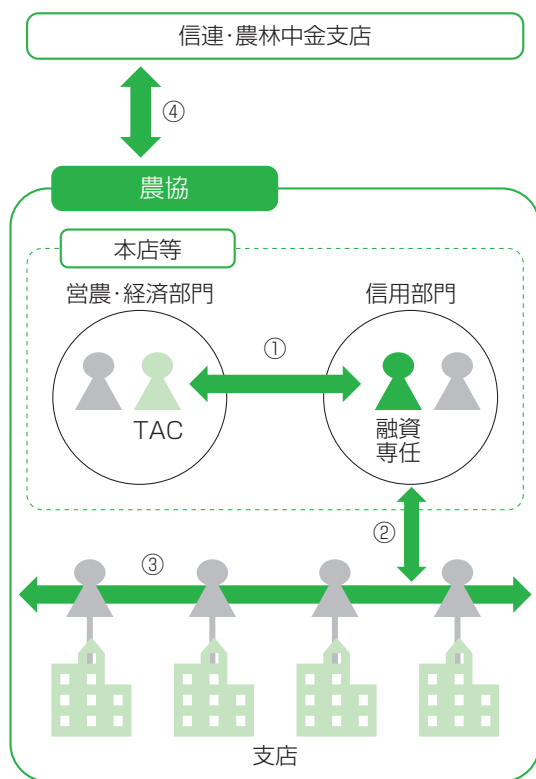 信連・農林中金支店
④
農協
本店等
営農・経済部門
信用部門
①
TAC
融資
専任
②
③
支店